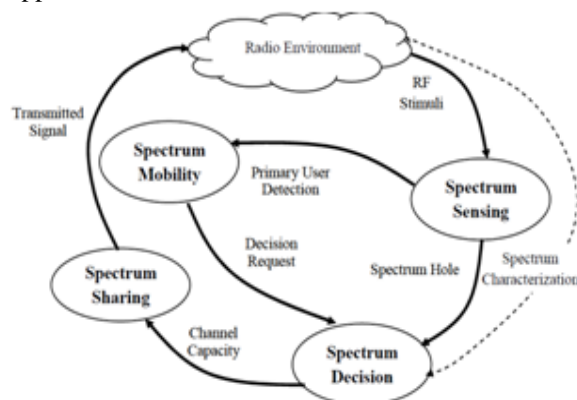 Radio Environment
RF
Stimuli
Transmitted
Signal
Spectrum
Mobility
Primary User
Detection
Spectrum
Sensing
Decision
Request
Spectrum Hole
Spectrum
Characterization
Spectrum
Sharing
Channel
Capacity
Spectrum
Decision